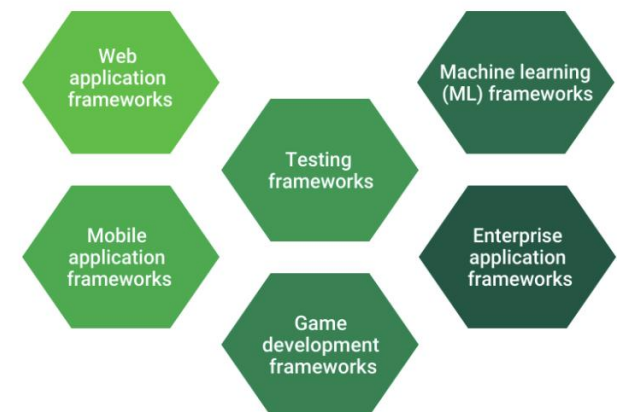 Web
application
frameworks
Mobile
application
frameworks
Testing
frameworks
Game
development
frameworks
Machine learning
(ML) frameworks
Enterprise
application
frameworks